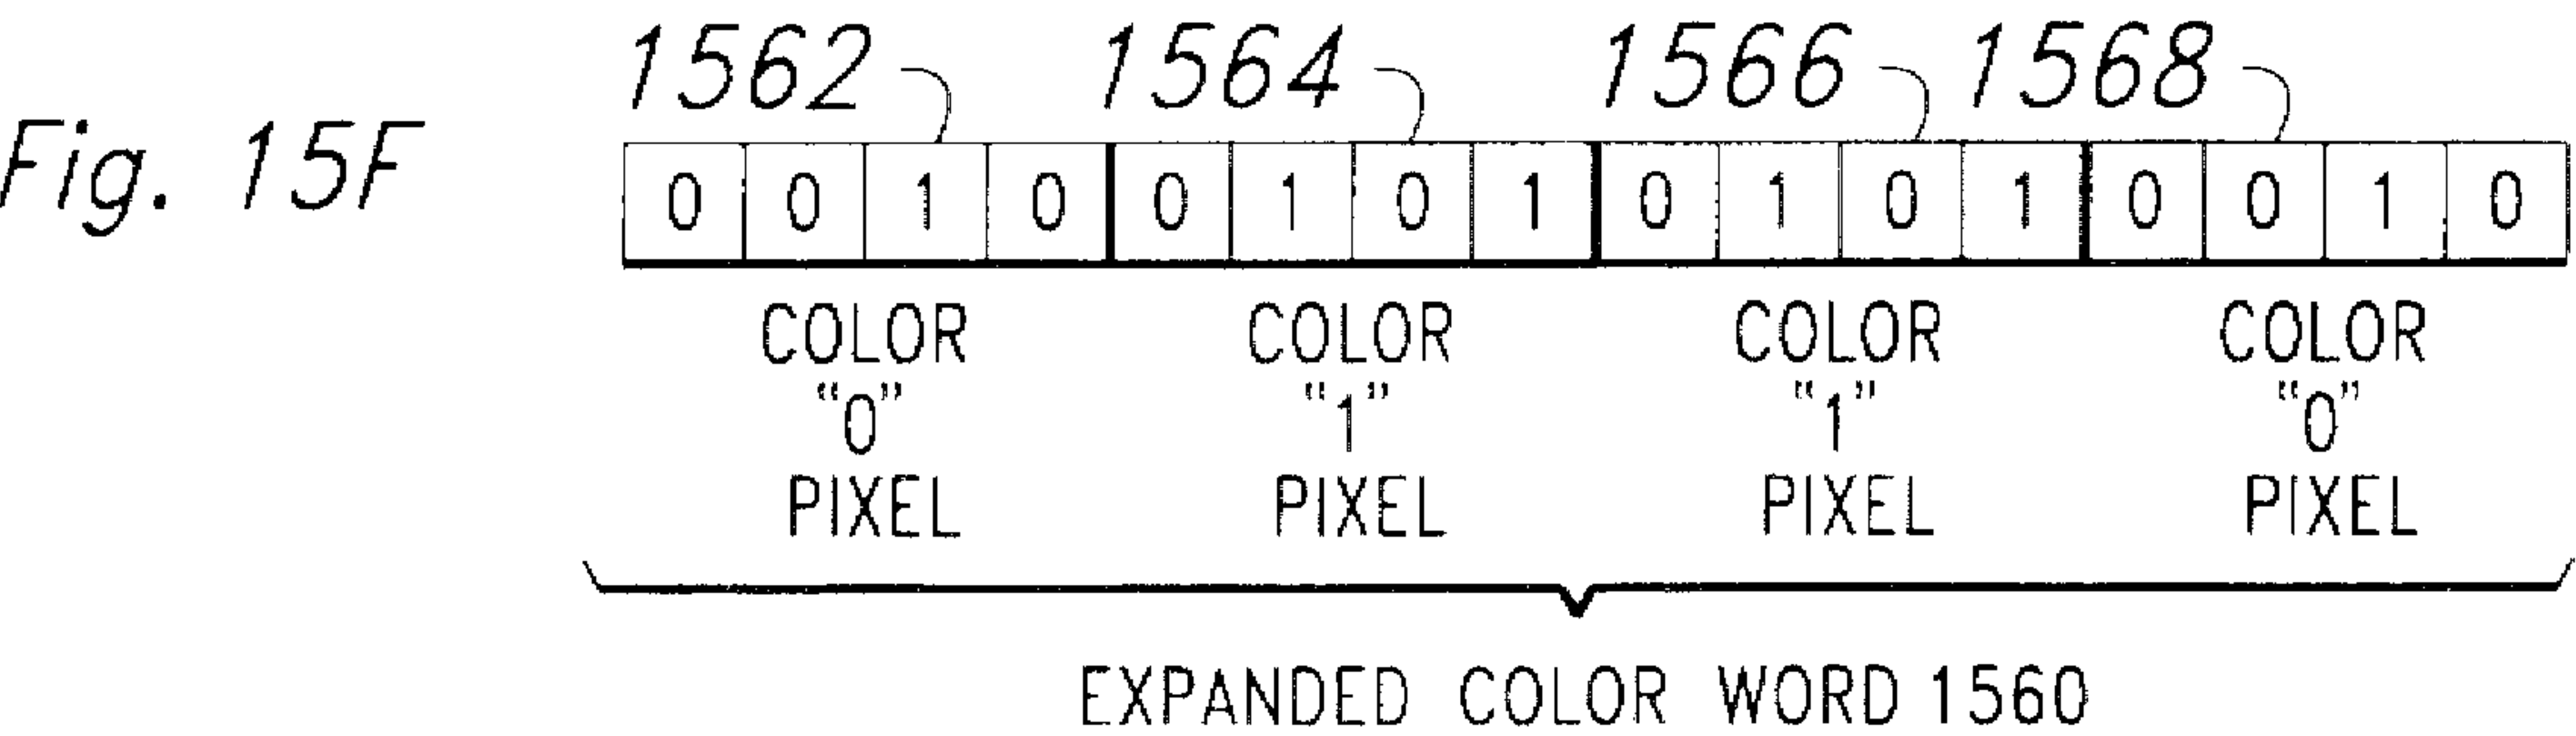 1562 1564 1566 1568
Fig. 15F
0 0 1 0 0 1 0 1 0 1 0 1 0 0 1 0
COLOR COLOR COLOR COLOR
"0" "1" "1" "0"
PIXEL PIXEL PIXEL PIXEL
EXPANDED COLOR WORD 1560